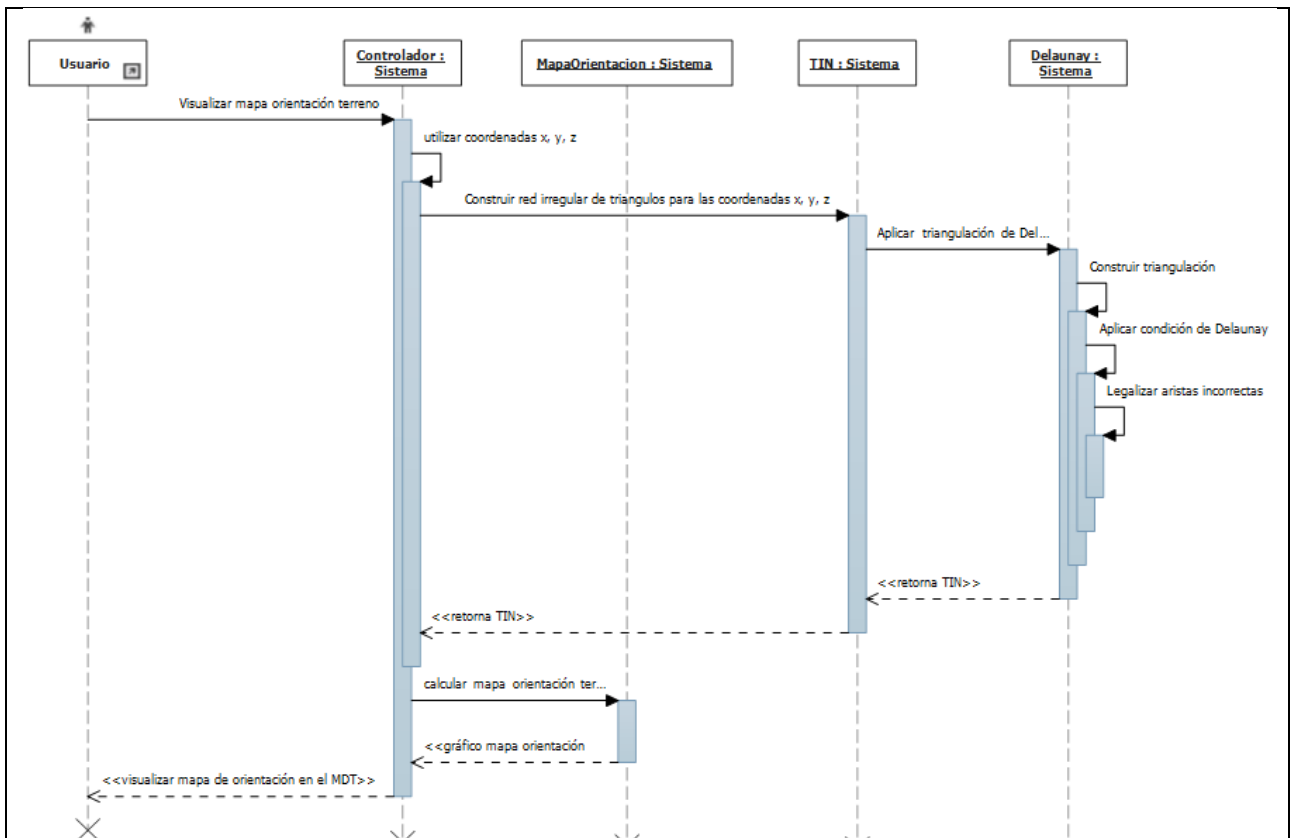 Usuario
Controlador :
Sistema
MapaOrientacion : Sistema
TIN : Sistema
Delaunay :
Sistema
Visualizar mapa orientación terreno
utilizar coordenadas x, y, z
Construir red irregular de triangulos para las coordenadas x, y, z
Aplicar triangulación de Del...
Construir triangulación
Aplicar condición de Delaunay
Legalizar aristas incorrectas
<<retorna TIN>>
<<retorna TIN>>
calcular mapa orientación ter...
<<gráfico mapa orientación
<<visualizar mapa de orientación en el MDT>>